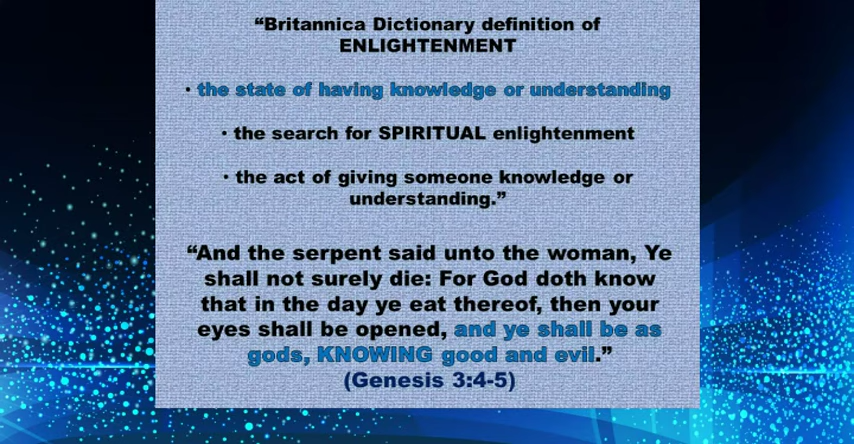 “Britannica Dictionary definition of
ENLIGHTENMENT
• the state of having knowledge or understanding
• the search for SPIRITUAL enlightenment
• the act of giving someone knowledge or
understanding.”
“And the serpent said unto the woman, Ye
shall not surely die: For God doth know
that in the day ye eat thereof, then your
eyes shall be opened, and ye shall be as
gods, KNOWING good and evil.”
(Genesis 3:4-5)